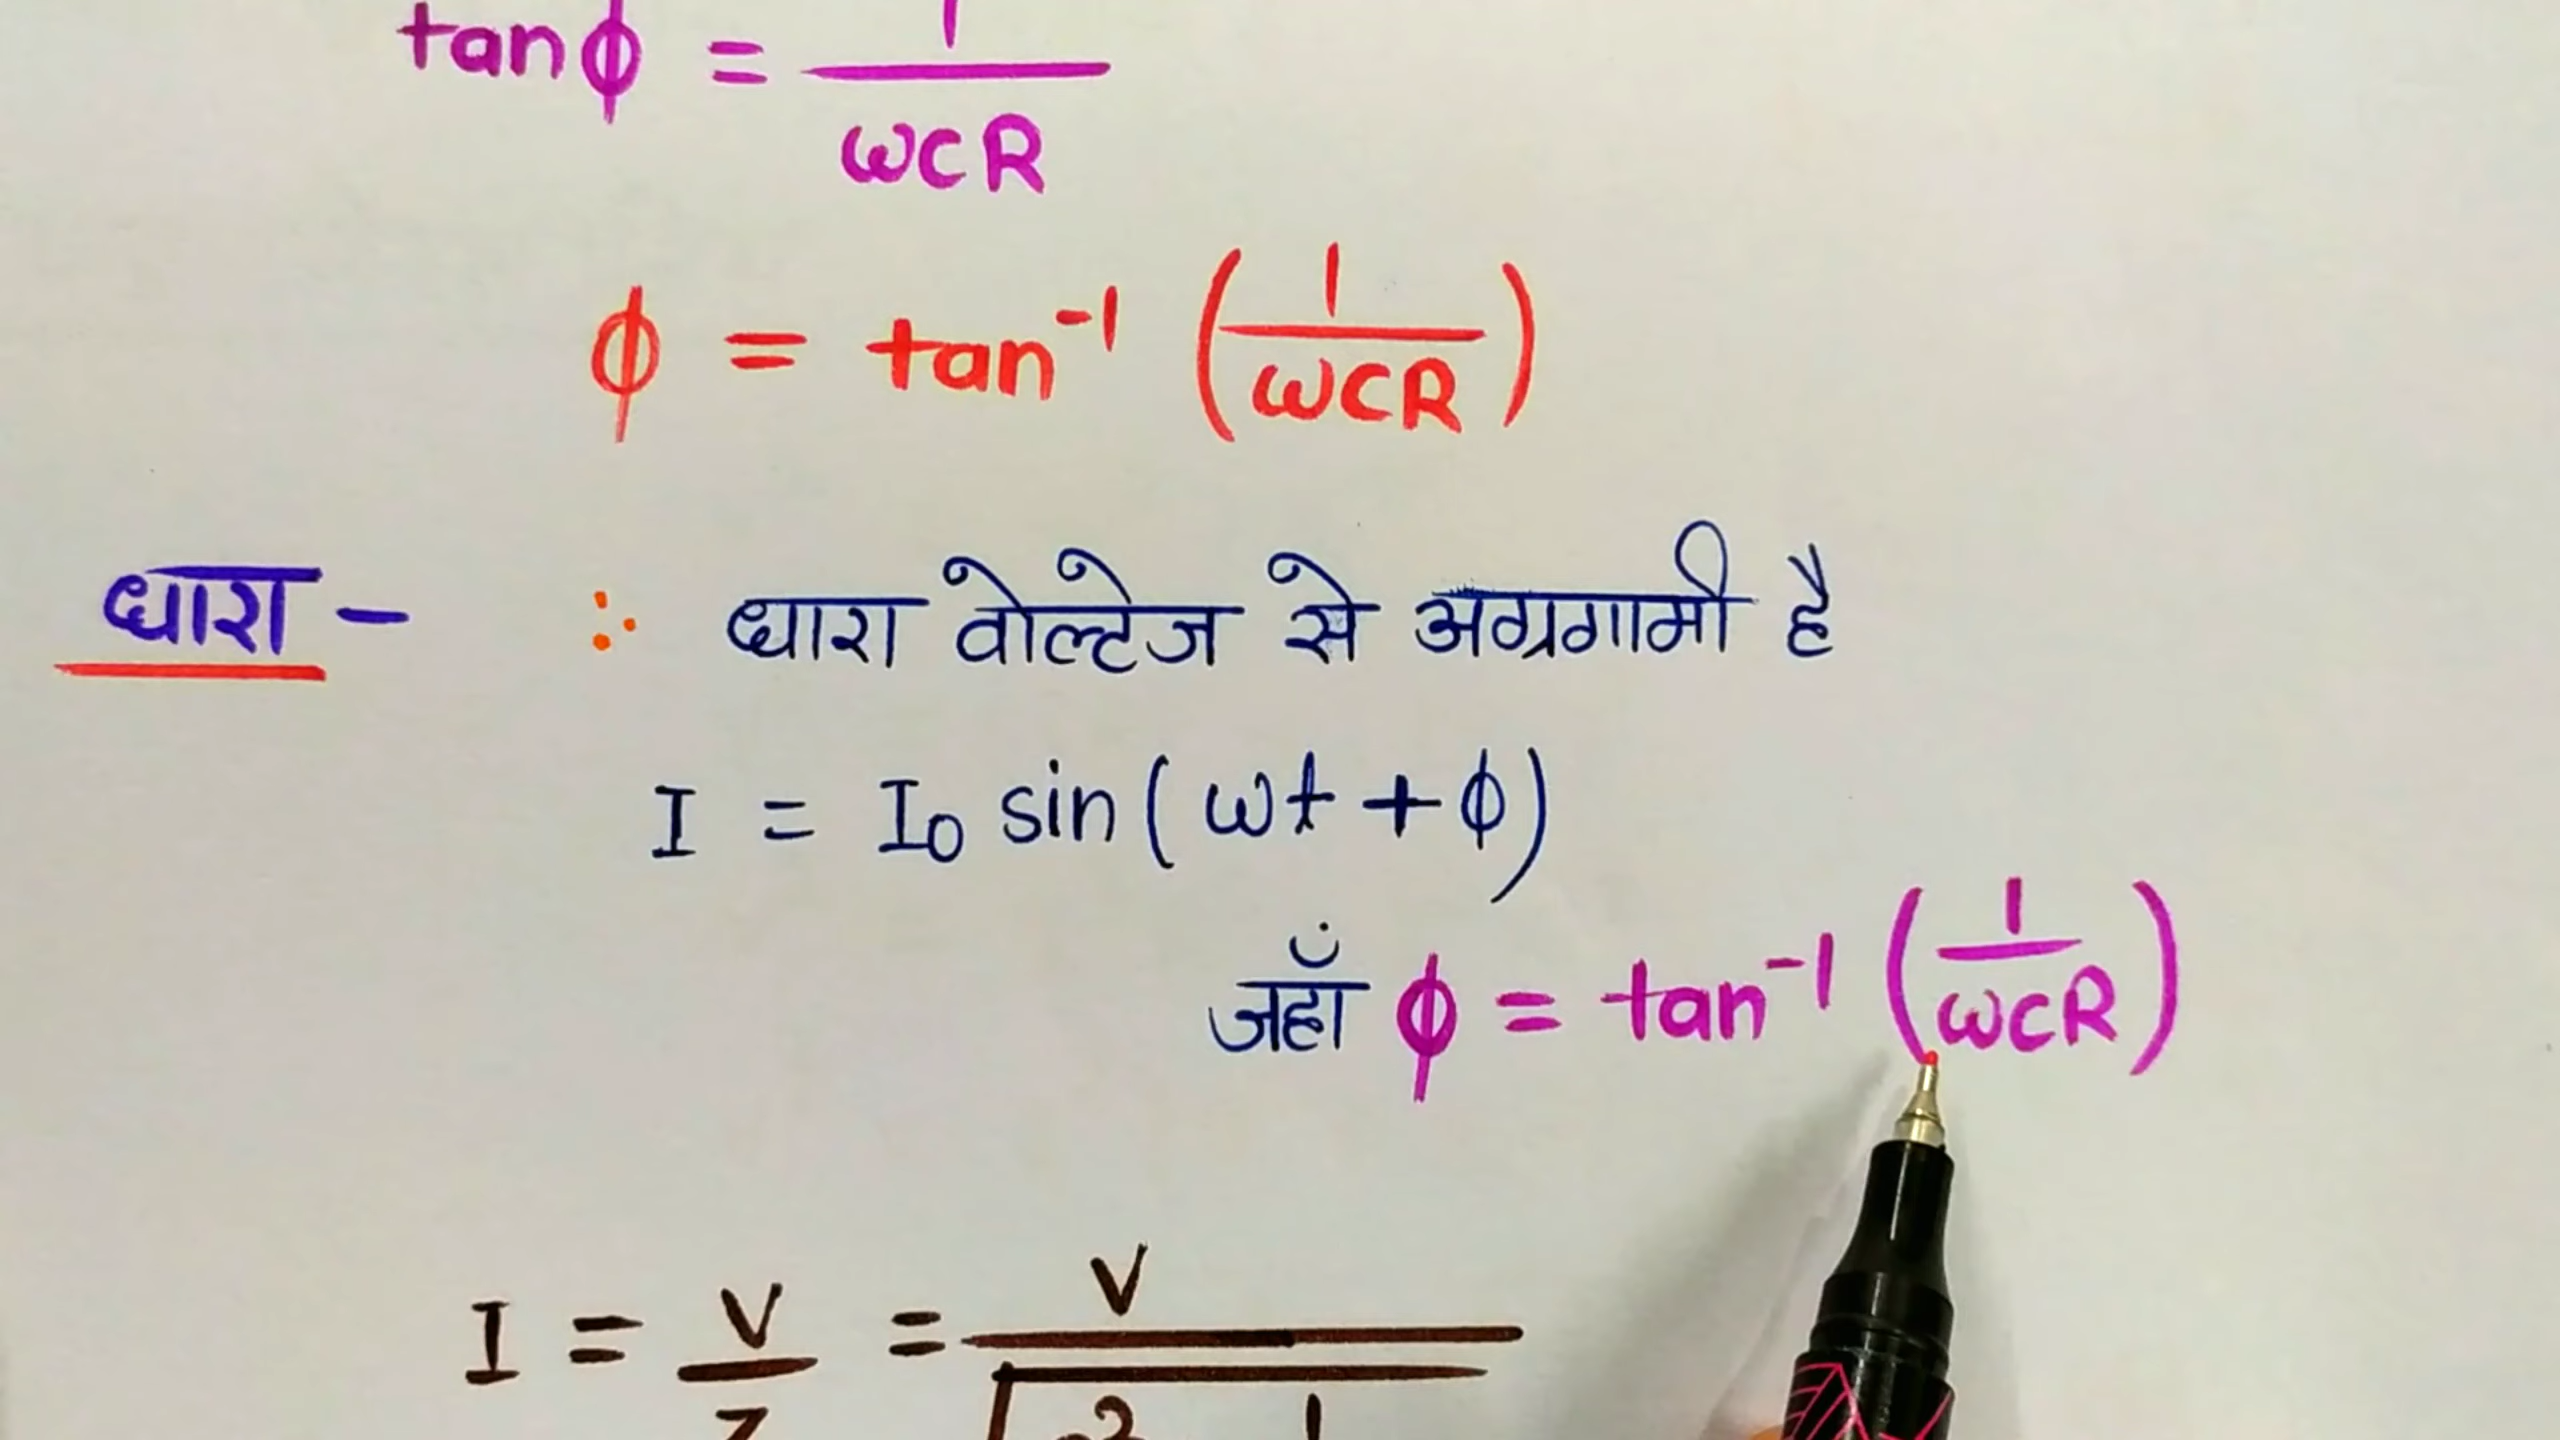 tanϕ = 1/ωCR
ϕ = tan⁻¹ (1/ωCR)
धारा – ∵ धारा वोल्टेज से अग्रगामी है
I = I₀ sin(ωt + ϕ)
जहाँ ϕ = tan⁻¹ (1/ωCR)
I = V/Z = V/√